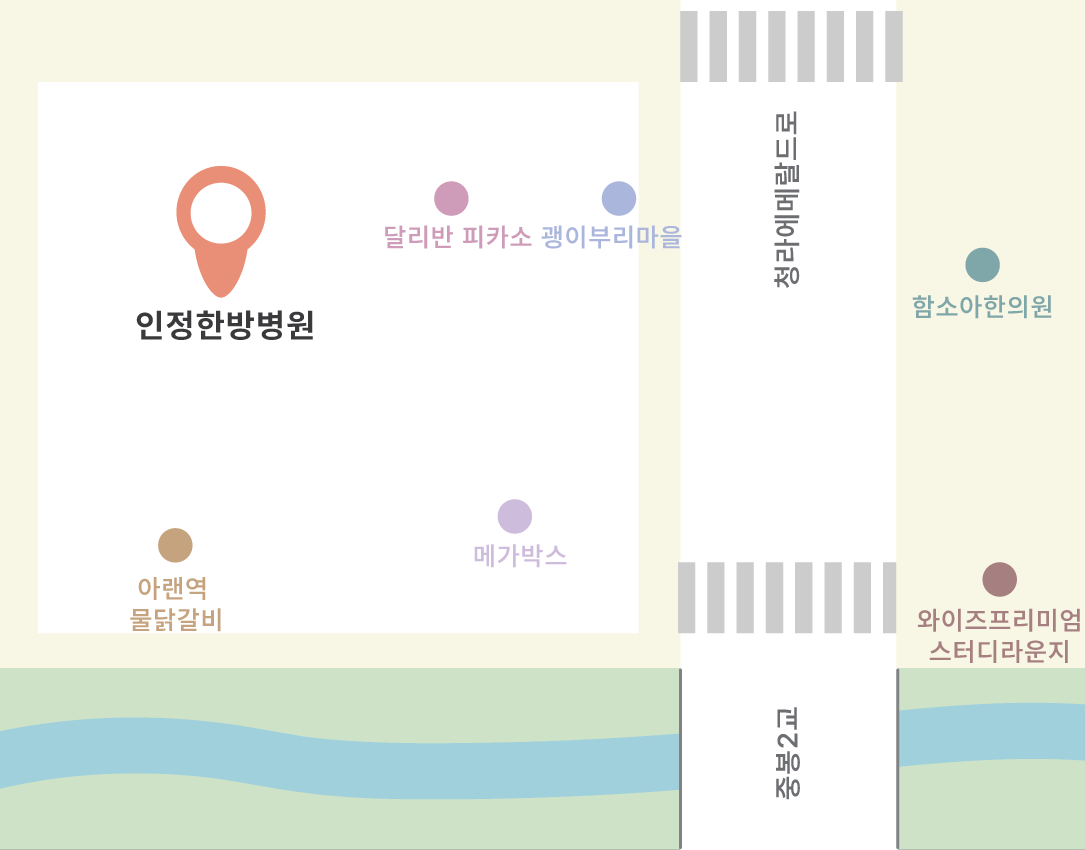 청라에메랄드로
달리반 피카소
괭이부리마을
함소아한의원
인정한방병원
메가박스
아랜역
물닭갈비
와이즈프리미엄
스터디라운지
중봉2교